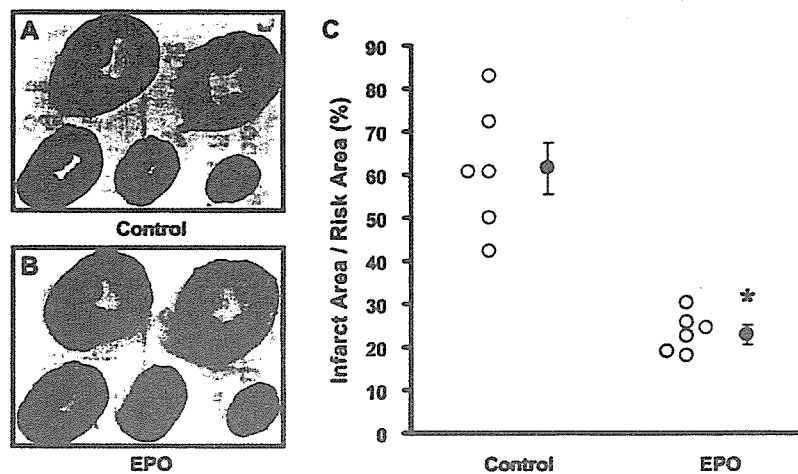 A
Control
B
EPO
C
Infarct Area / Risk Area (%)
90
80
70
60
50
40
30
20
10
0
*
Control
EPO